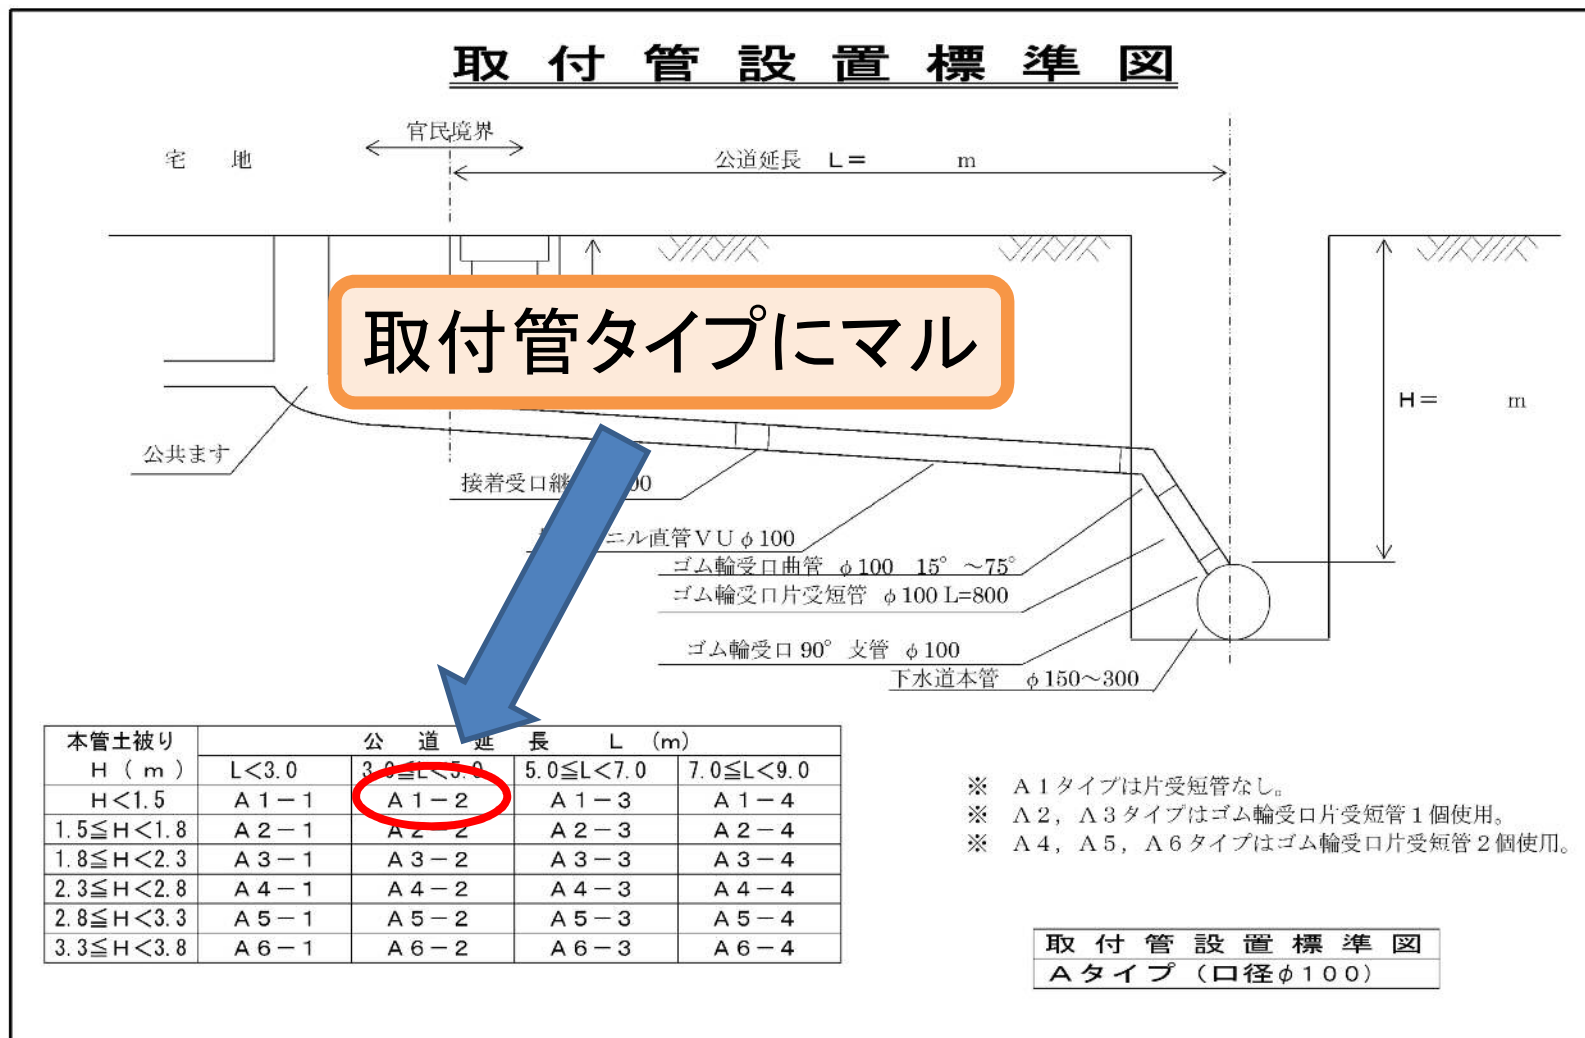 取付管設置標準図
官民境界
宅地
公道延長 L= m
取付管タイプにマル
H= m
公共ます
接着受口継
ニル直管VUφ100
ゴム輪受口曲管 φ100 15°~75°
ゴム輪受口片受短管 φ100 L=800
ゴム輪受口90°支管 φ100
下水道本管 φ150~300
本管土被り 公道延長 L (m)
H(m) L<3.0 3.0≦L<5.0 5.0≦L<7.0 7.0≦L<9.0
H<1.5 A1-1 A1-2 A1-3 A1-4
1.5≦H<1.8 A2-1 A2-2 A2-3 A2-4
1.8≦H<2.3 A3-1 A3-2 A3-3 A3-4
2.3≦H<2.8 A4-1 A4-2 A4-3 A4-4
2.8≦H<3.3 A5-1 A5-2 A5-3 A5-4
3.3≦H<3.8 A6-1 A6-2 A6-3 A6-4
※ A1タイプは片受短管なし。
※ A2,A3タイプはゴム輪受口片受短管1個使用。
※ A4,A5,A6タイプはゴム輪受口片受短管2個使用。
取付管設置標準図
Aタイプ(口径φ100)